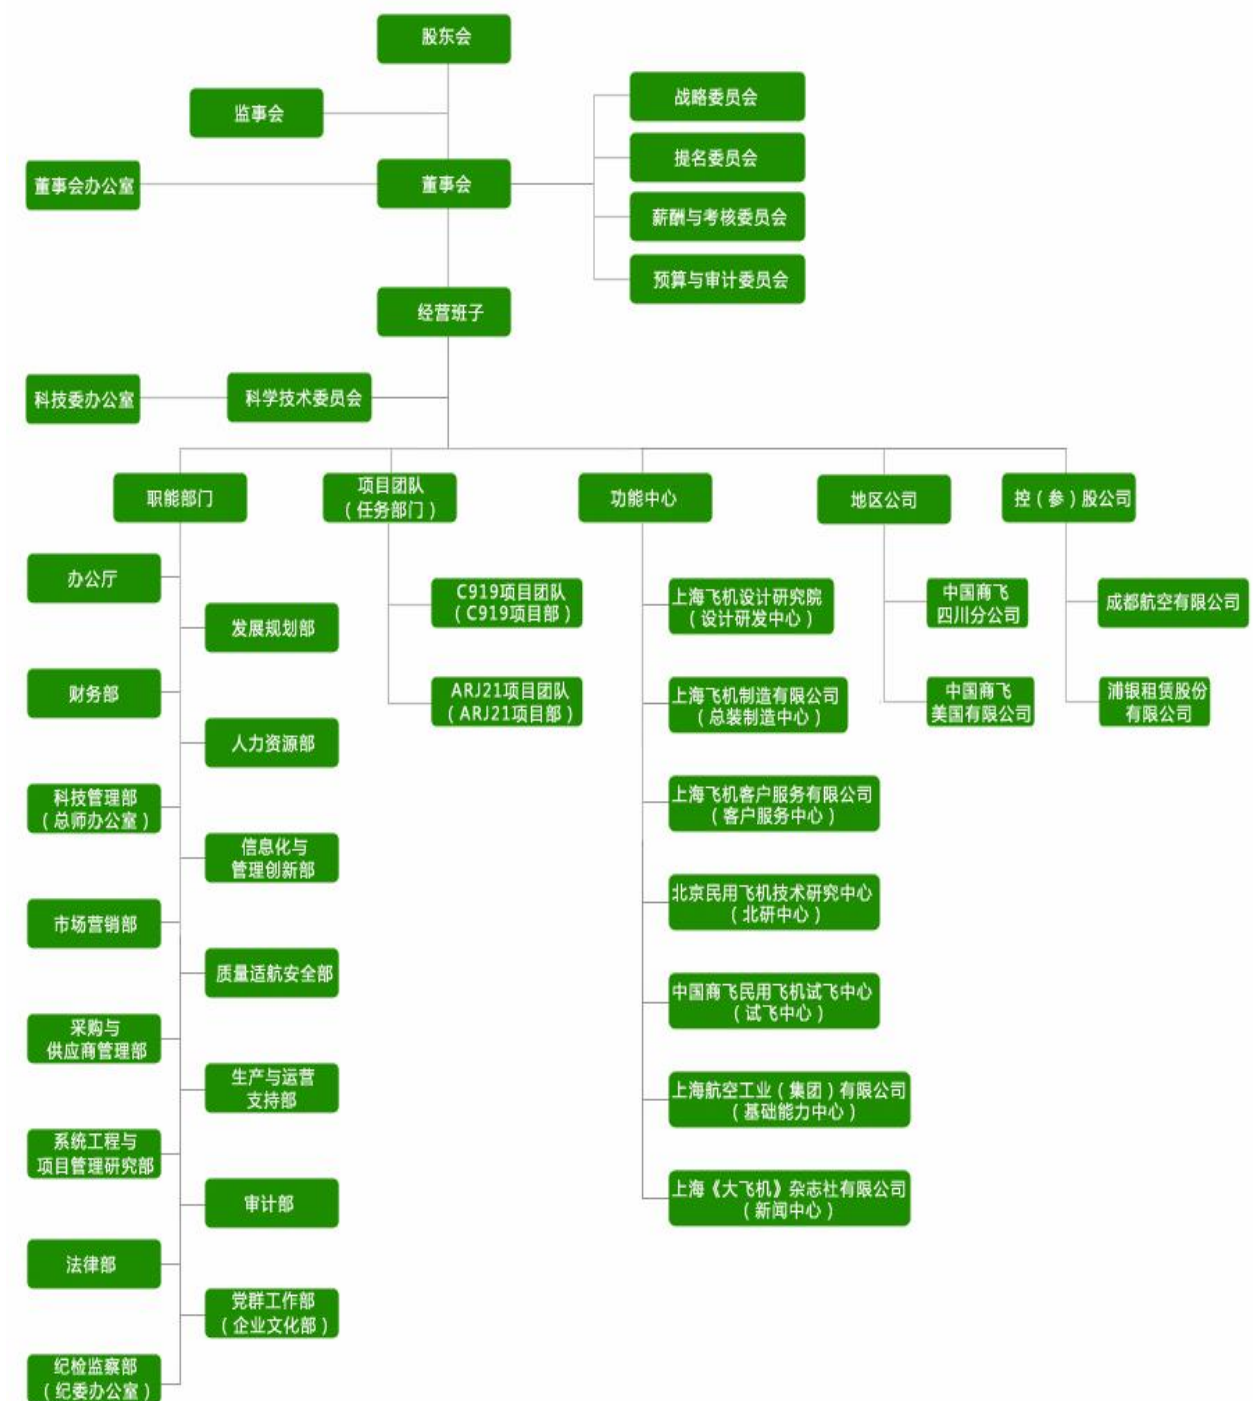 股东会
监事会
战略委员会
提名委员会
董事会办公室
董事会
薪酬与考核委员会
预算与审计委员会
经营班子
科技委办公室
科学技术委员会
职能部门
项目团队
（任务部门）
功能中心
地区公司
控（参）股公司
办公厅
发展规划部
财务部
人力资源部
科技管理部
（总师办公室）
信息化与
管理创新部
市场营销部
质量适航安全部
采购与
供应商管理部
生产与运营
支持部
系统工程与
项目管理研究部
审计部
法律部
党群工作部
（企业文化部）
纪检监察部
（纪委办公室）
C919项目团队
（C919项目部）
ARJ21项目团队
（ARJ21项目部）
上海飞机设计研究院
（设计研发中心）
上海飞机制造有限公司
（总装制造中心）
上海飞机客户服务有限公司
（客户服务中心）
北京民用飞机技术研究中心
（北研中心）
中国商飞民用飞机试飞中心
（试飞中心）
上海航空工业（集团）有限公司
（基础能力中心）
上海《大飞机》杂志社有限公司
（新闻中心）
中国商飞
四川分公司
中国商飞
美国有限公司
成都航空有限公司
浦银租赁股份
有限公司